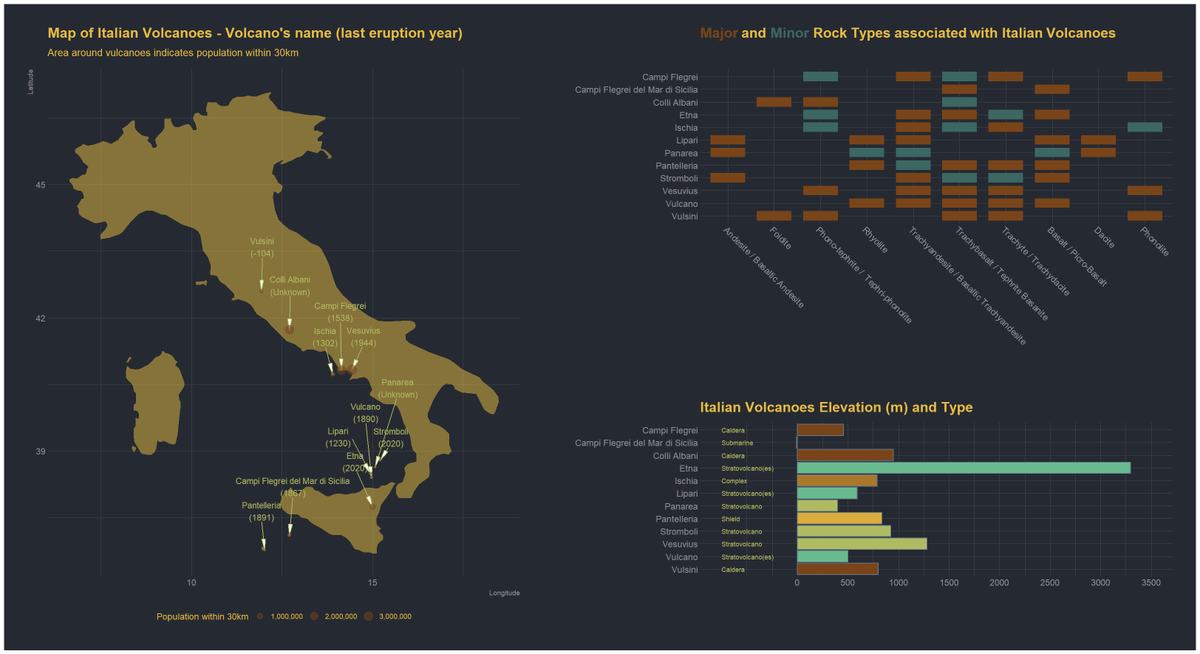 Map of Italian Volcanoes - Volcano's name (last eruption year)
Area around vulcanoes indicates population within 30km
Latitude
45
42
39
Vulsini
(-104)
Colli Albani
(Unknown)
Campi Flegrei
(1538)
Ischia
(1302)
Vesuvius
(1944)
Panarea
(Unknown)
Vulcano
(1890)
Lipari
(1230)
Stromboli
(2020)
Etna
(2020)
Campi Flegrei del Mar di Sicilia
(1867)
Pantelleria
(1891)
10
15
Longitude
Population within 30km
1,000,000
2,000,000
3,000,000
Major and Minor Rock Types associated with Italian Volcanoes
Campi Flegrei
Campi Flegrei del Mar di Sicilia
Colli Albani
Etna
Ischia
Lipari
Panarea
Pantelleria
Stromboli
Vesuvius
Vulcano
Vulsini
Andesite / Basaltic Andesite
Foidite
Phono-tephrite / Tephri-phonolite
Rhyolite
Trachyandesite / Basaltic Trachyandesite
Trachybasalt / Tephrite Basanite
Trachyte / Trachydacite
Basalt / Picro-Basalt
Dacite
Phonolite
Italian Volcanoes Elevation (m) and Type
Campi Flegrei Caldera
Campi Flegrei del Mar di Sicilia Submarine
Colli Albani Caldera
Etna Stratovolcano(es)
Ischia Complex
Lipari Stratovolcano(es)
Panarea Stratovolcano
Pantelleria Shield
Stromboli Stratovolcano
Vesuvius Stratovolcano
Vulcano Stratovolcano(es)
Vulsini Caldera
0 500 1000 1500 2000 2500 3000 3500